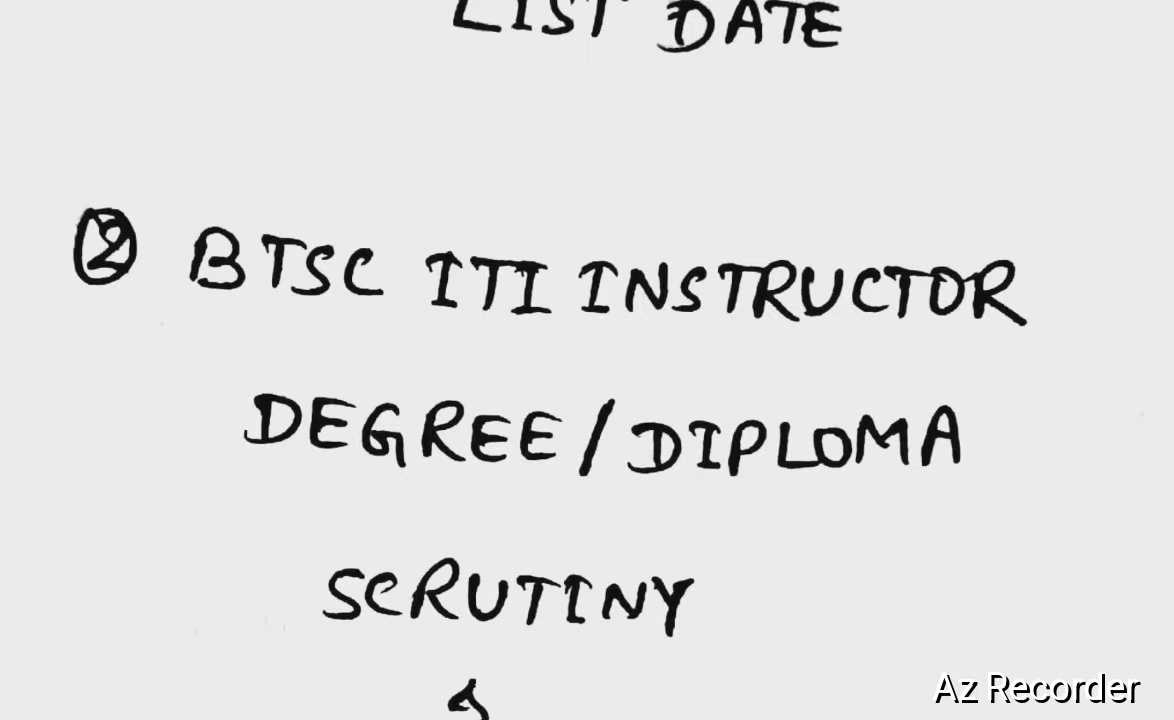 LIST DATE
② BTSC ITI INSTRUCTOR
DEGREE/DIPLOMA
SCRUTINY
Az Recorder